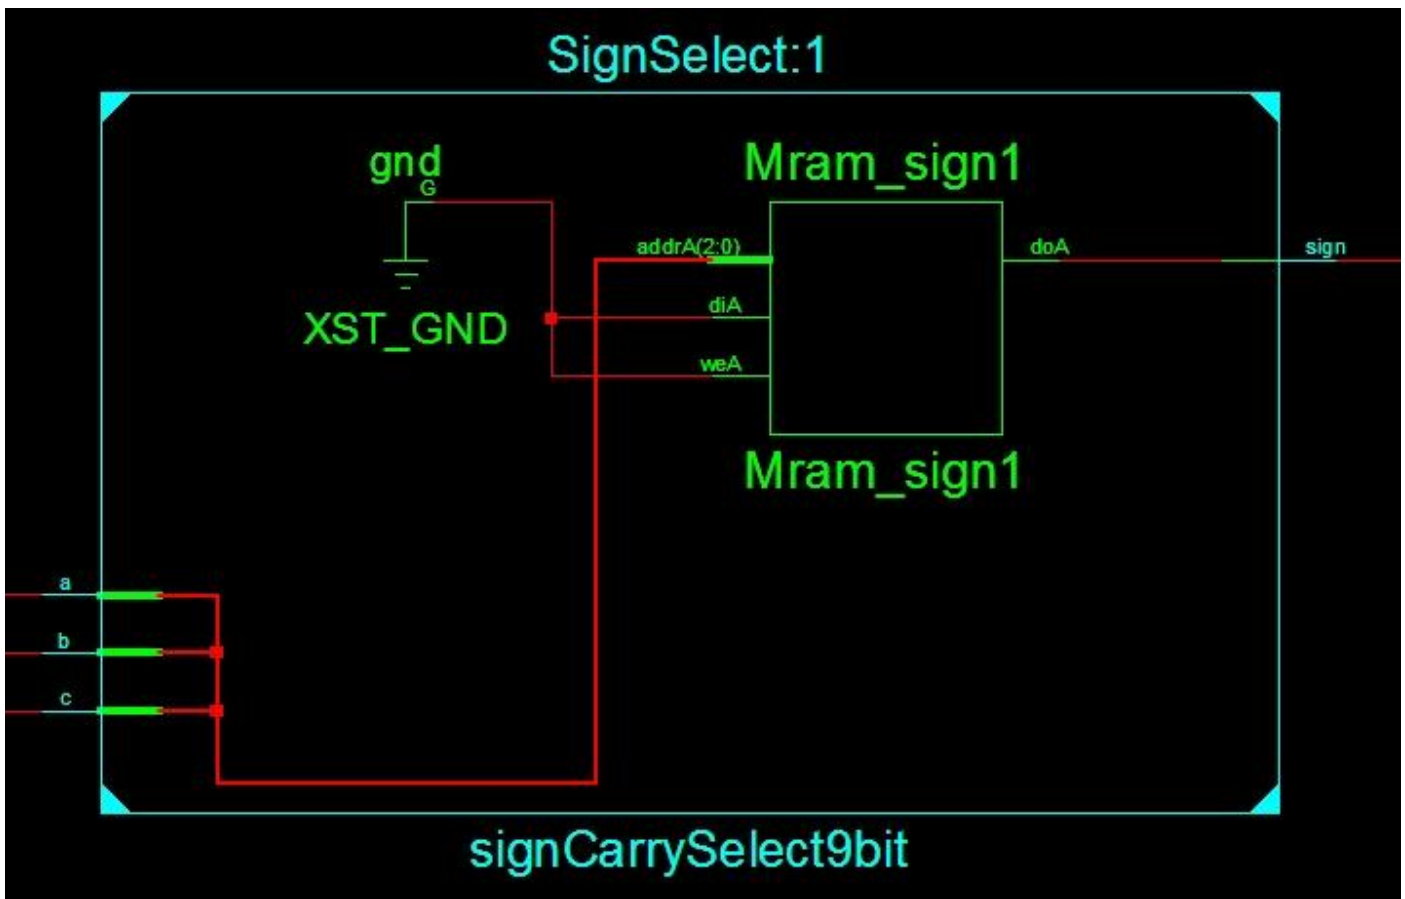 SignSelect:1
gnd
G
XST_GND
Mram_sign1
addrA(2:0)
diA
weA
doA
sign
Mram_sign1
a
b
c
signCarrySelect9bit